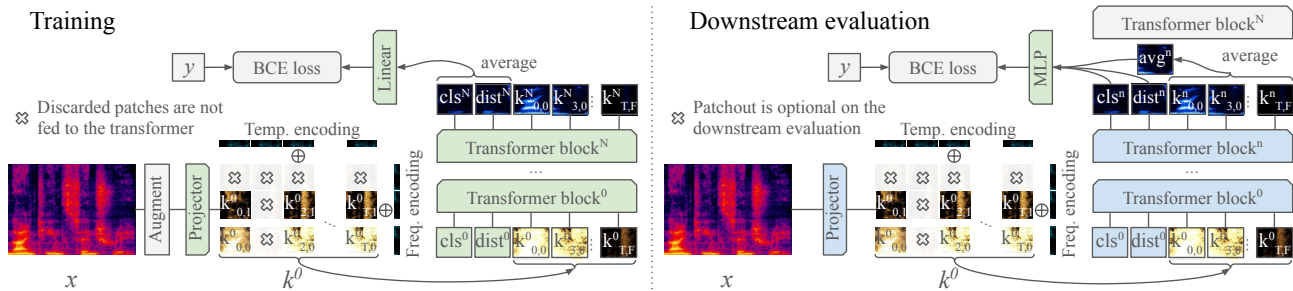 Training
y
BCE loss
Linear
average
cls^N dist^N k^N_0,0 k^N_3,0 : k^N_T,F
Discarded patches are not
fed to the transformer
Temp. encoding
Transformer block^N
...
Transformer block^0
Freq. encoding
Augment
Projector
k^0_0,1 k^0_2,1 k^0_T,1
k^0_0,0 k^0_2,0 k^0_T,0
cls^0 dist^0 k^0_0,0 k^0_3,0 : k^0_T,F
x
k^0
Downstream evaluation
Transformer block^N
y
BCE loss
MLP
avg^n
average
cls^n dist^n k^n_0,0 k^n_3,0 : k^n_T,F
Patchout is optional on the
downstream evaluation
Temp. encoding
Transformer block^n
...
Transformer block^0
Freq. encoding
Projector
k^0_0,1 k^0_2,1 k^0_T,1
k^0_0,0 k^0_2,0 k^0_T,0
cls^0 dist^0 k^0_0,0 k^0_3,0 : k^0_T,F
x
k^0